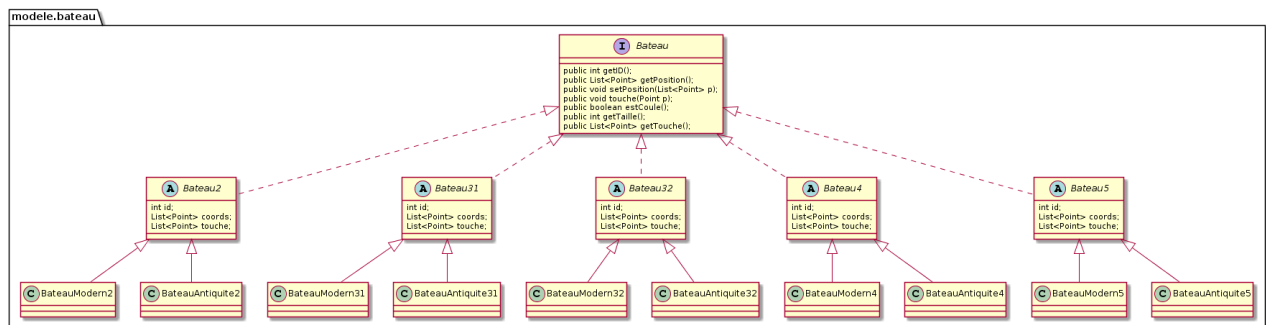 modele.bateau
I Bateau
public int getID();
public List<Point> getPosition();
public void setPosition(List<Point> p);
public void touche(Point p);
public boolean estCoule();
public int getTaille();
public List<Point> getTouche();
A Bateau2
int id;
List<Point> coords;
List<Point> touche;
A Bateau31
int id;
List<Point> coords;
List<Point> touche;
A Bateau32
int id;
List<Point> coords;
List<Point> touche;
A Bateau4
int id;
List<Point> coords;
List<Point> touche;
A Bateau5
int id;
List<Point> coords;
List<Point> touche;
C BateauModern2
C BateauAntiquite2
C BateauModern31
C BateauAntiquite31
C BateauModern32
C BateauAntiquite32
C BateauModern4
C BateauAntiquite4
C BateauModern5
C BateauAntiquite5